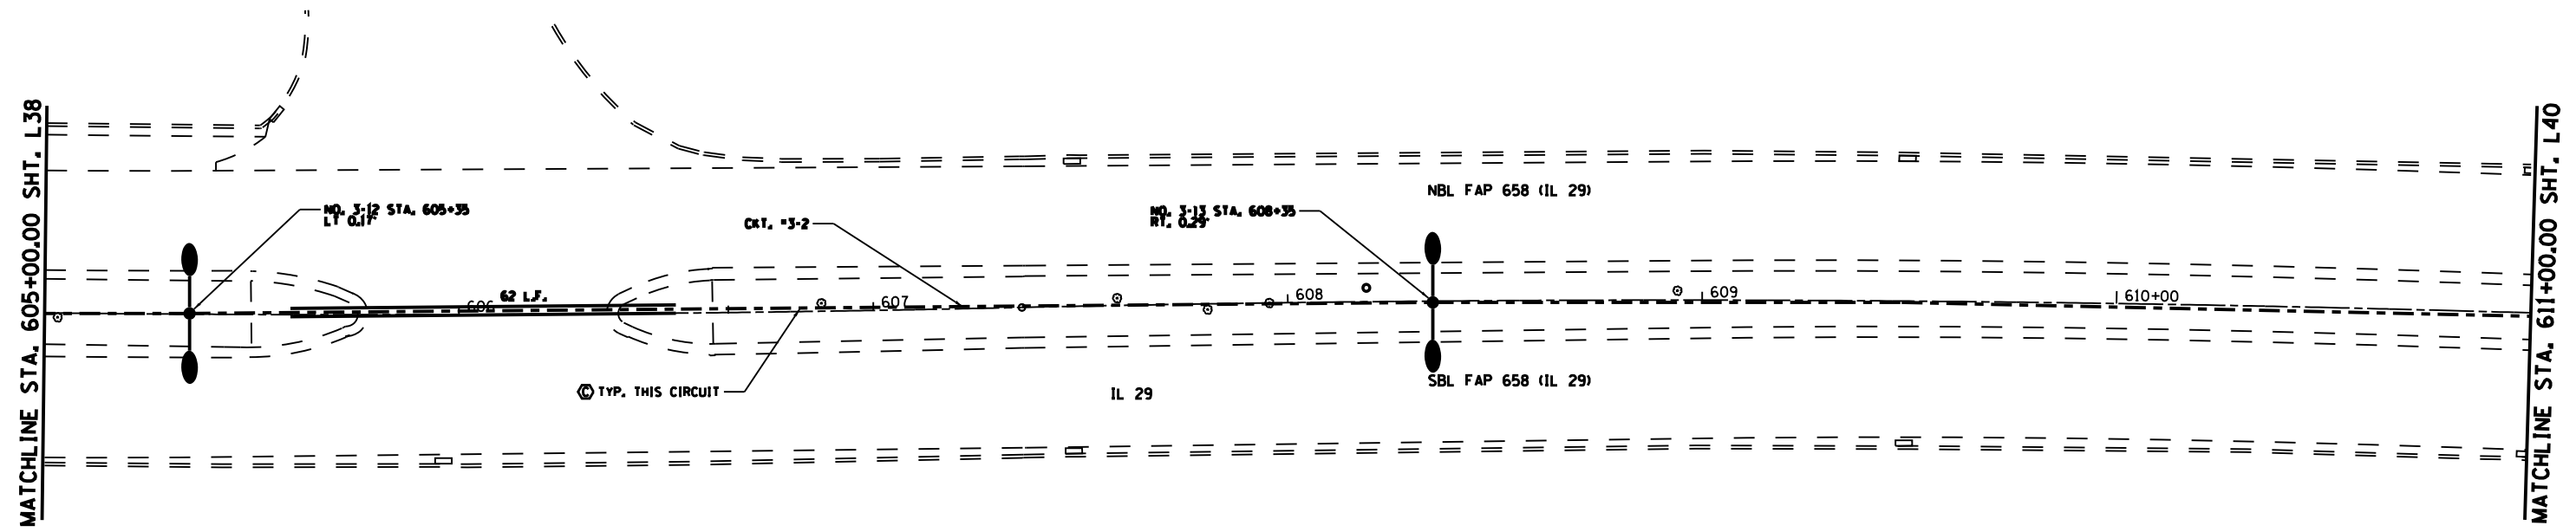 MATCHLINE STA. 605+00.00 SHT. L38
NO. 3-12 STA. 605+35
LT 0.17'
62 L.F.
606
CKT. #3-2
607
© TYP. THIS CIRCUIT
NO. 3-13 STA. 608+35
RT. 0.29'
608
NBL FAP 658 (IL 29)
609
610+00
SBL FAP 658 (IL 29)
IL 29
MATCHLINE STA. 611+00.00 SHT. L40